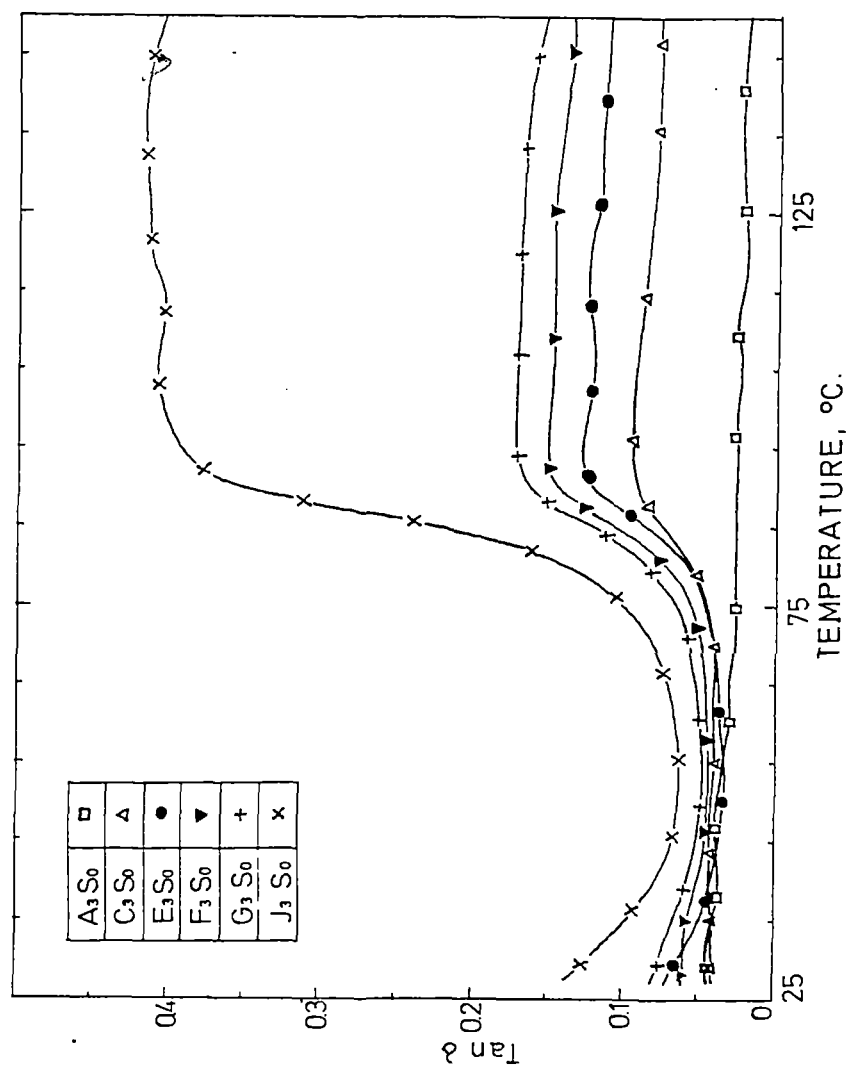 Tan δ
0.4
0.3
0.2
0.1
0
25
75
125
TEMPERATURE, ºC.
A₃ S₀
C₃ S₀
E₃ S₀
F₃ S₀
G₃ S₀
J₃ S₀